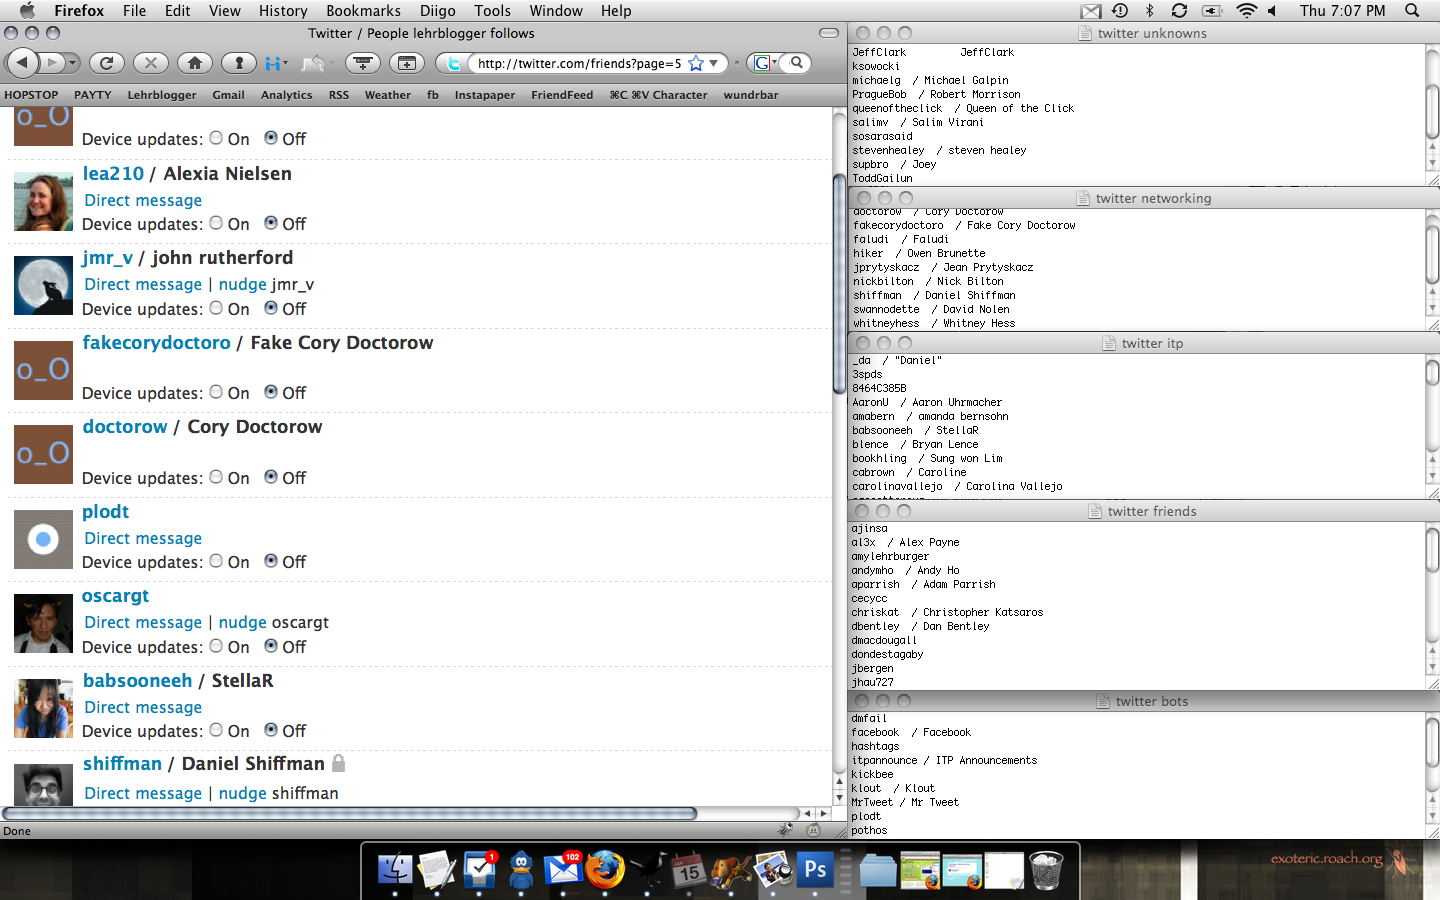 Firefox File Edit View History Bookmarks Diigo Tools Window Help Thu 7:07 PM
Twitter / People lehrblogger follows
http://twitter.com/friends?page=5
HOPSTOP PAYTY Lehrblogger Gmail Analytics RSS Weather fb Instapaper FriendFeed ⌘C ⌘V Character wundrbar
o_O
Device updates: On Off
lea210 / Alexia Nielsen
Direct message
Device updates: On Off
jmr_v / john rutherford
Direct message | nudge jmr_v
Device updates: On Off
fakecorydoctoro / Fake Cory Doctorow
o_O
Device updates: On Off
doctorow / Cory Doctorow
o_O
Device updates: On Off
plodt
Direct message
Device updates: On Off
oscargt
Direct message | nudge oscargt
Device updates: On Off
babsooneeh / StellaR
Direct message
Device updates: On Off
shiffman / Daniel Shiffman
Direct message | nudge shiffman
Done
twitter unknowns
JeffClark JeffClark
ksowocki
michaelg / Michael Galpin
PragueBob / Robert Morrison
queenoftheclick / Queen of the Click
salimv / Salim Virani
sosarasaid
stevenhealey / steven healey
supbro / Joey
ToddGailun
twitter networking
doctorow / Cory Doctorow
fakecorydoctoro / Fake Cory Doctorow
faludi / Faludi
hiker / Owen Brunette
jprytyskacz / Jean Prytyskacz
nickbilton / Nick Bilton
shiffman / Daniel Shiffman
swannodette / David Nolen
whitneyhess / Whitney Hess
twitter itp
_da / "Daniel"
3spds
8464C385B
AaronU / Aaron Uhrmacher
amabern / amanda bernsohn
babsooneeh / StellaR
blence / Bryan Lence
bookhling / Sung won Lim
cabrown / Caroline
carolinavallejo / Carolina Vallejo
twitter friends
ajinsa
al3x / Alex Payne
amylehrburger
andymho / Andy Ho
aparrish / Adam Parrish
cecycc
chriskat / Christopher Katsaros
dbentley / Dan Bentley
dmacdougall
dondestagaby
jbergen
jhau727
twitter bots
dmfail
facebook / Facebook
hashtags
itpannounce / ITP Announcements
kickbee
klout / Klout
MrTweet / Mr Tweet
plodt
pothos
1
102
JAN
15
Ps
exoteric.roach.org